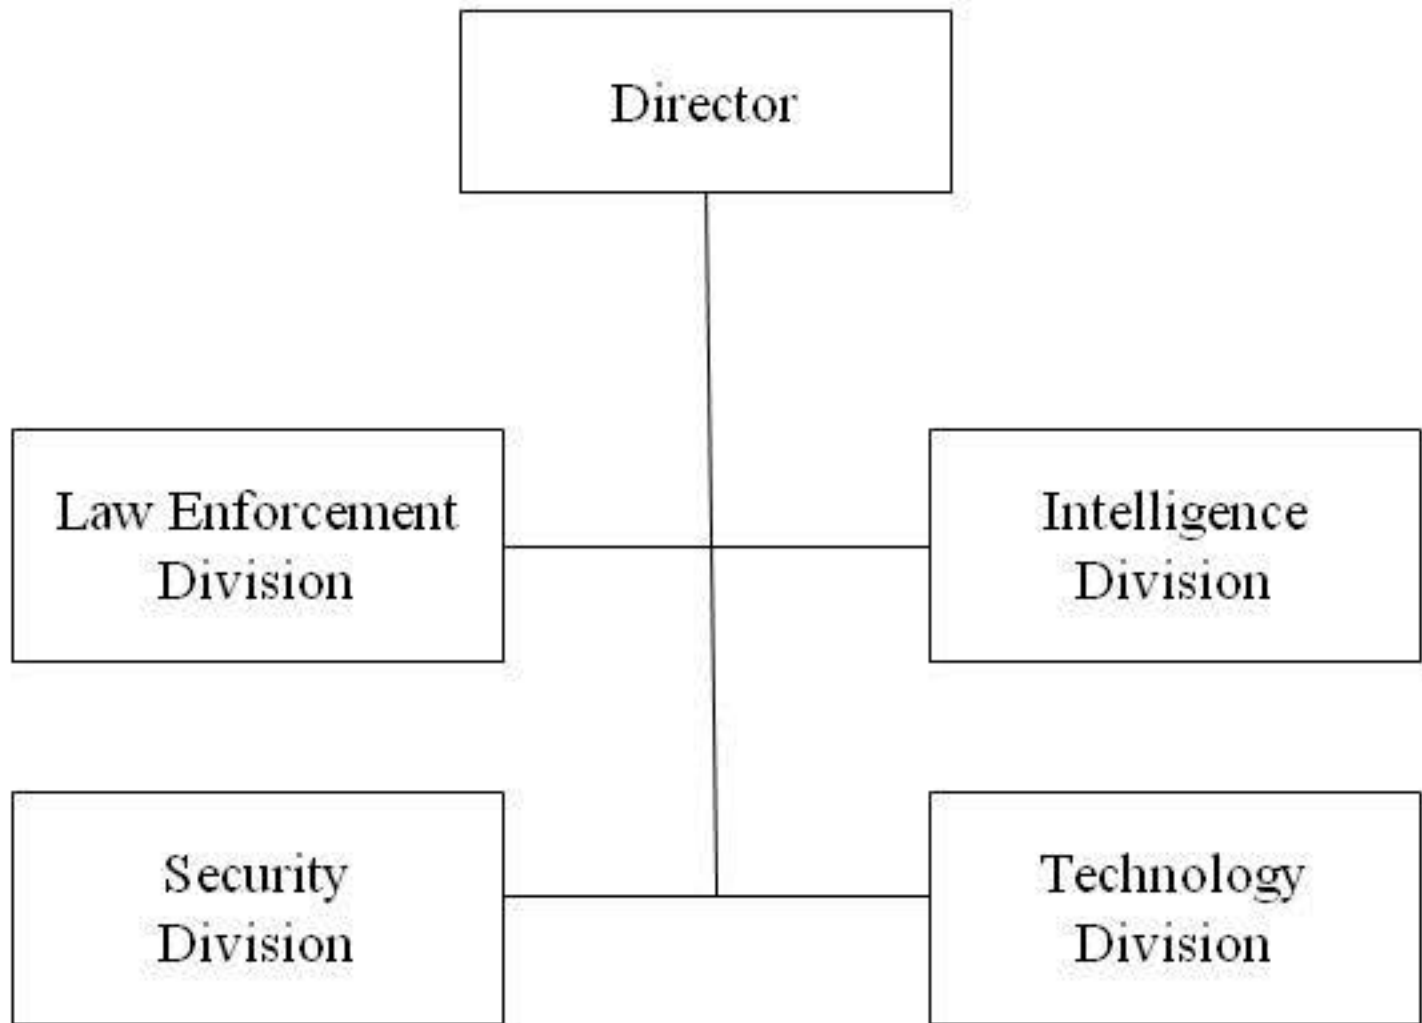 Director
Law Enforcement
Division
Intelligence
Division
Security
Division
Technology
Division